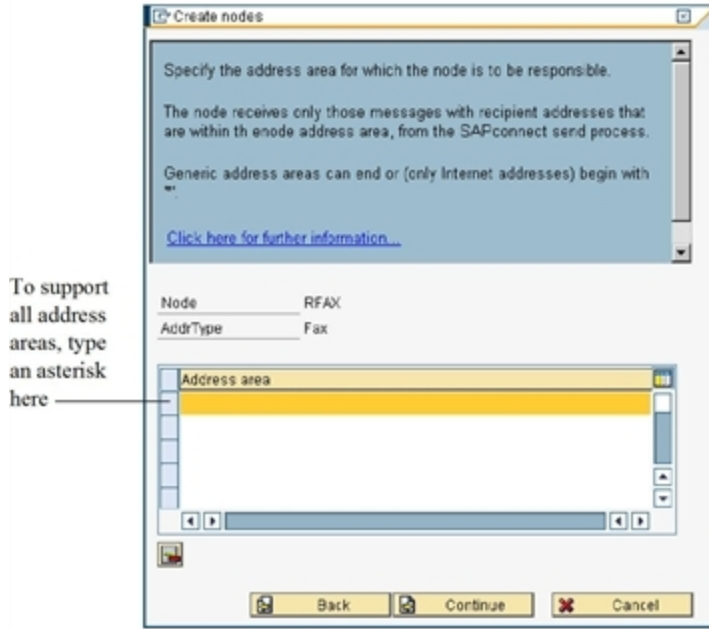 Create nodes
Specify the address area for which the node is to be responsible.
The node receives only those messages with recipient addresses that
are within th enode address area, from the SAPconnect send process.
Generic address areas can end or (only Internet addresses) begin with
"*".
Click here for further information...
To support
all address
areas, type
an asterisk
here
Node RFAX
AddrType Fax
Address area
Back Continue Cancel